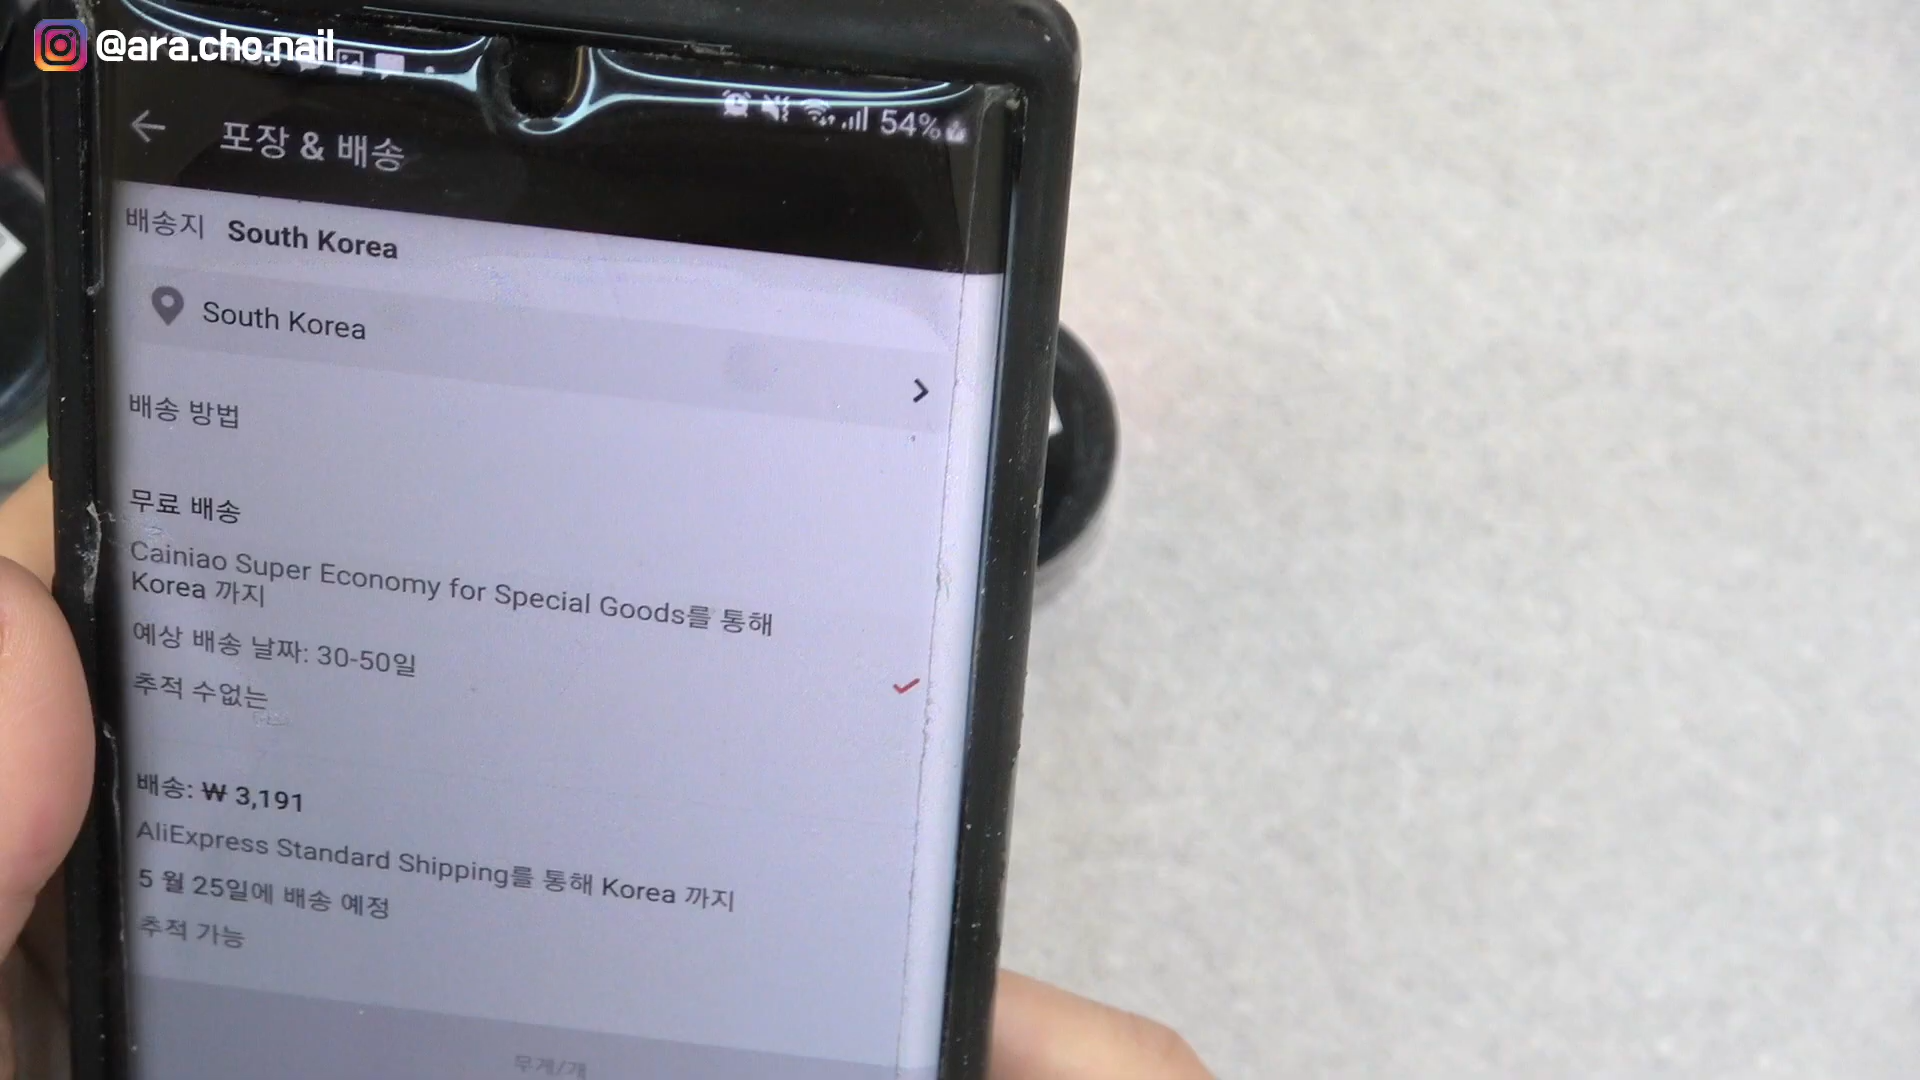 @ara.cho.nail
54%
포장 & 배송
배송지 South Korea
South Korea
배송 방법
무료 배송
Cainiao Super Economy for Special Goods를 통해
Korea 까지
예상 배송 날짜: 30-50일
추적 수없는
배송: ₩ 3,191
AliExpress Standard Shipping를 통해 Korea 까지
5 월 25일에 배송 예정
추적 가능
무게/개